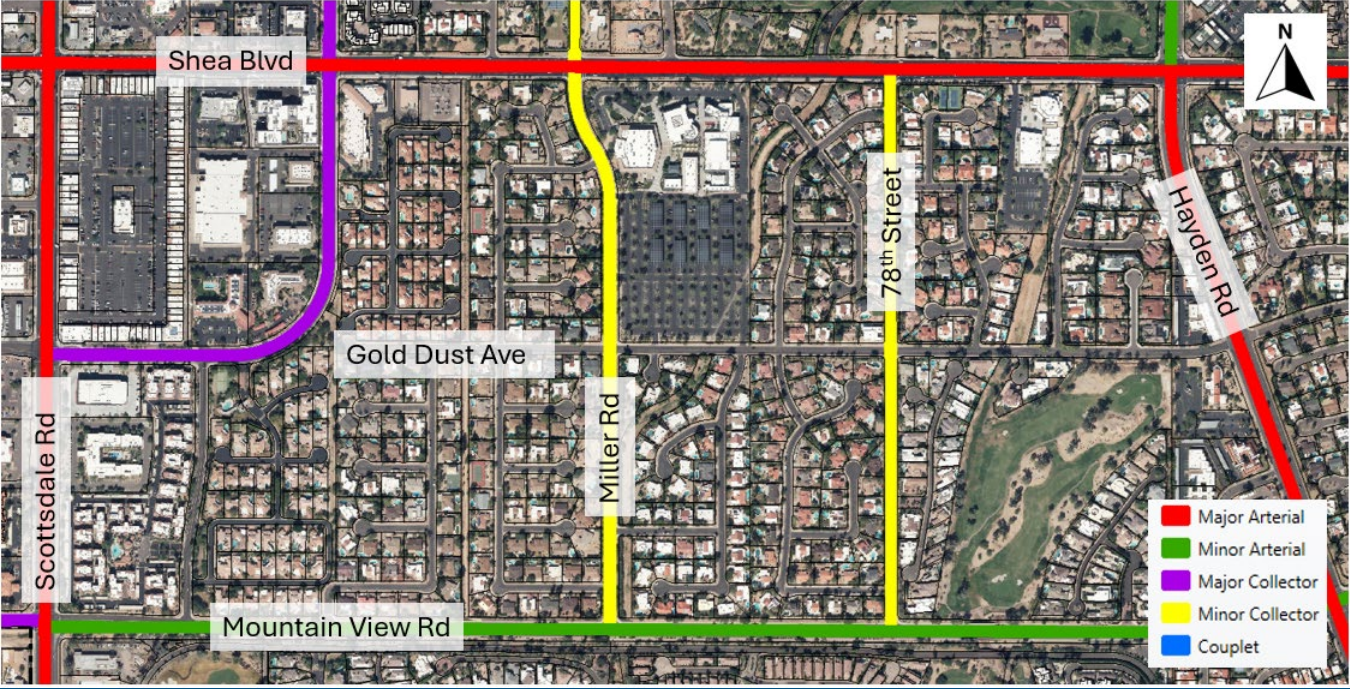 N
Shea Blvd
78th Street
Hayden Rd
Gold Dust Ave
Scottsdale Rd
Miller Rd
Mountain View Rd
Major Arterial
Minor Arterial
Major Collector
Minor Collector
Couplet